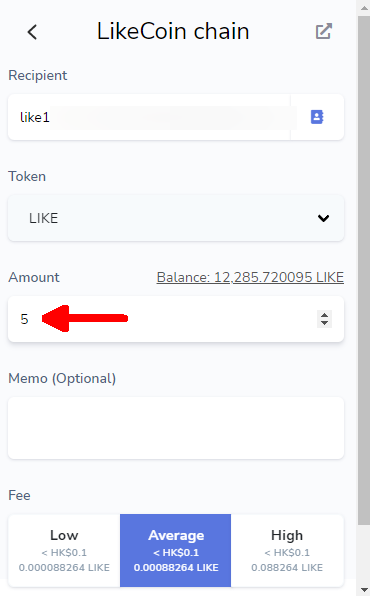 LikeCoin chain
Recipient
like1
Token
LIKE
Amount Balance: 12,285.720095 LIKE
5
Memo (Optional)
Fee
Low Average High
< HK$0.1 < HK$0.1 < HK$0.1
0.000088264 LIKE 0.00088264 LIKE 0.088264 LIKE